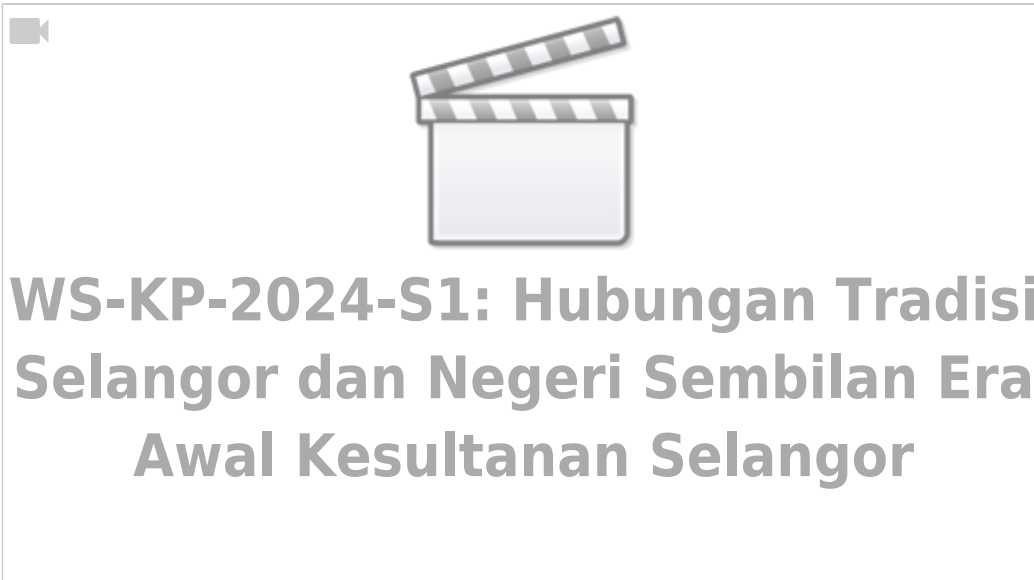 WS-KP-2024-S1: Hubungan Tradisi
Selangor dan Negeri Sembilan Era
Awal Kesultanan Selangor